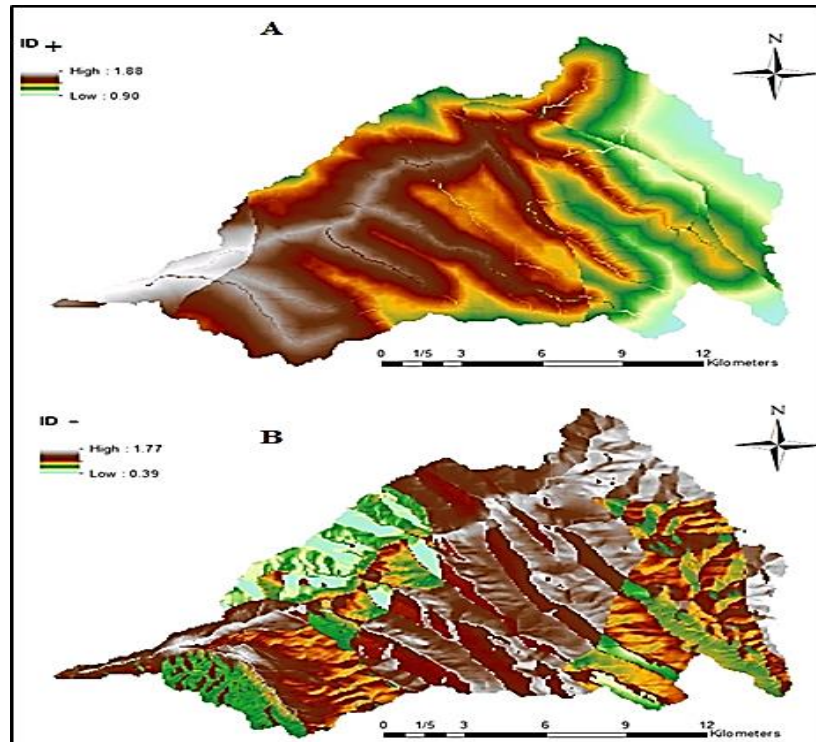 A
ID +
High : 1.88
Low : 0.90
N
0 1/5 3 6 9 12
Kilometers
B
ID -
High : 1.77
Low : 0.39
N
0 1/5 3 6 9 12
Kilometers